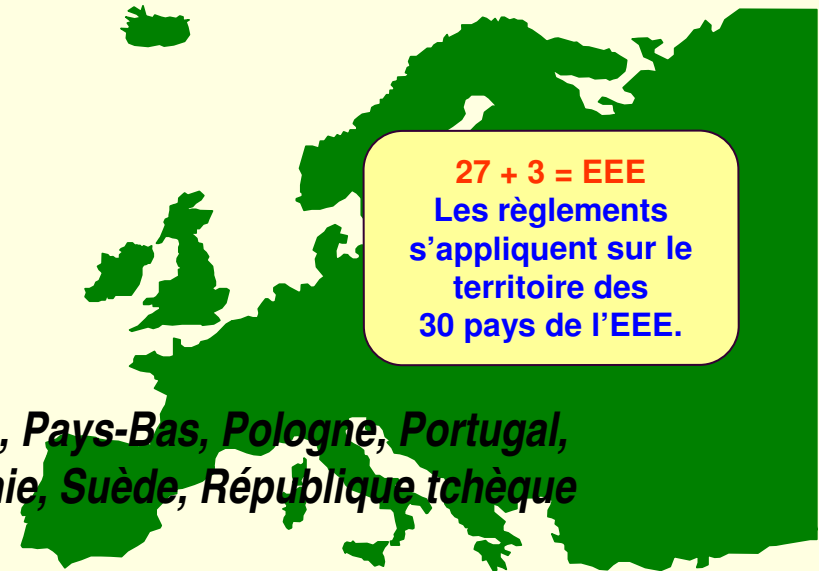 27 + 3 = EEE
Les règlements
s'appliquent sur le
territoire des
30 pays de l'EEE.
, Pays-Bas, Pologne, Portugal,
nie, Suède, République tchèque